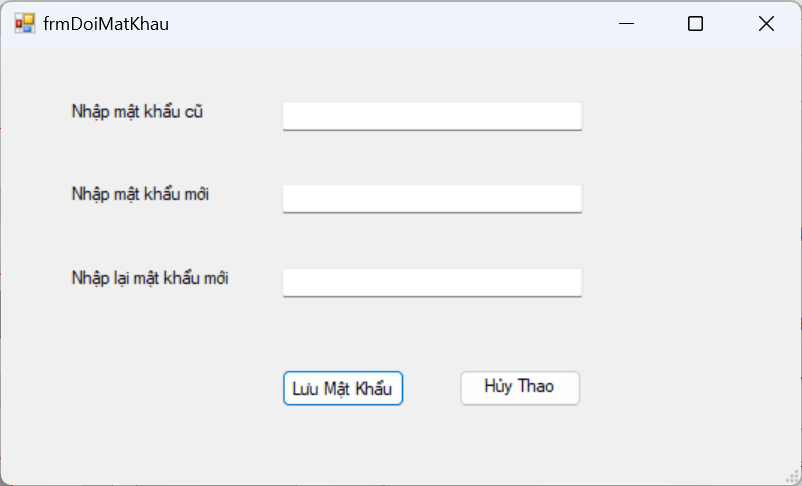 frmDoiMatKhau
Nhập mật khẩu cũ
Nhập mật khẩu mới
Nhập lại mật khẩu mới
Lưu Mật Khẩu
Hủy Thao